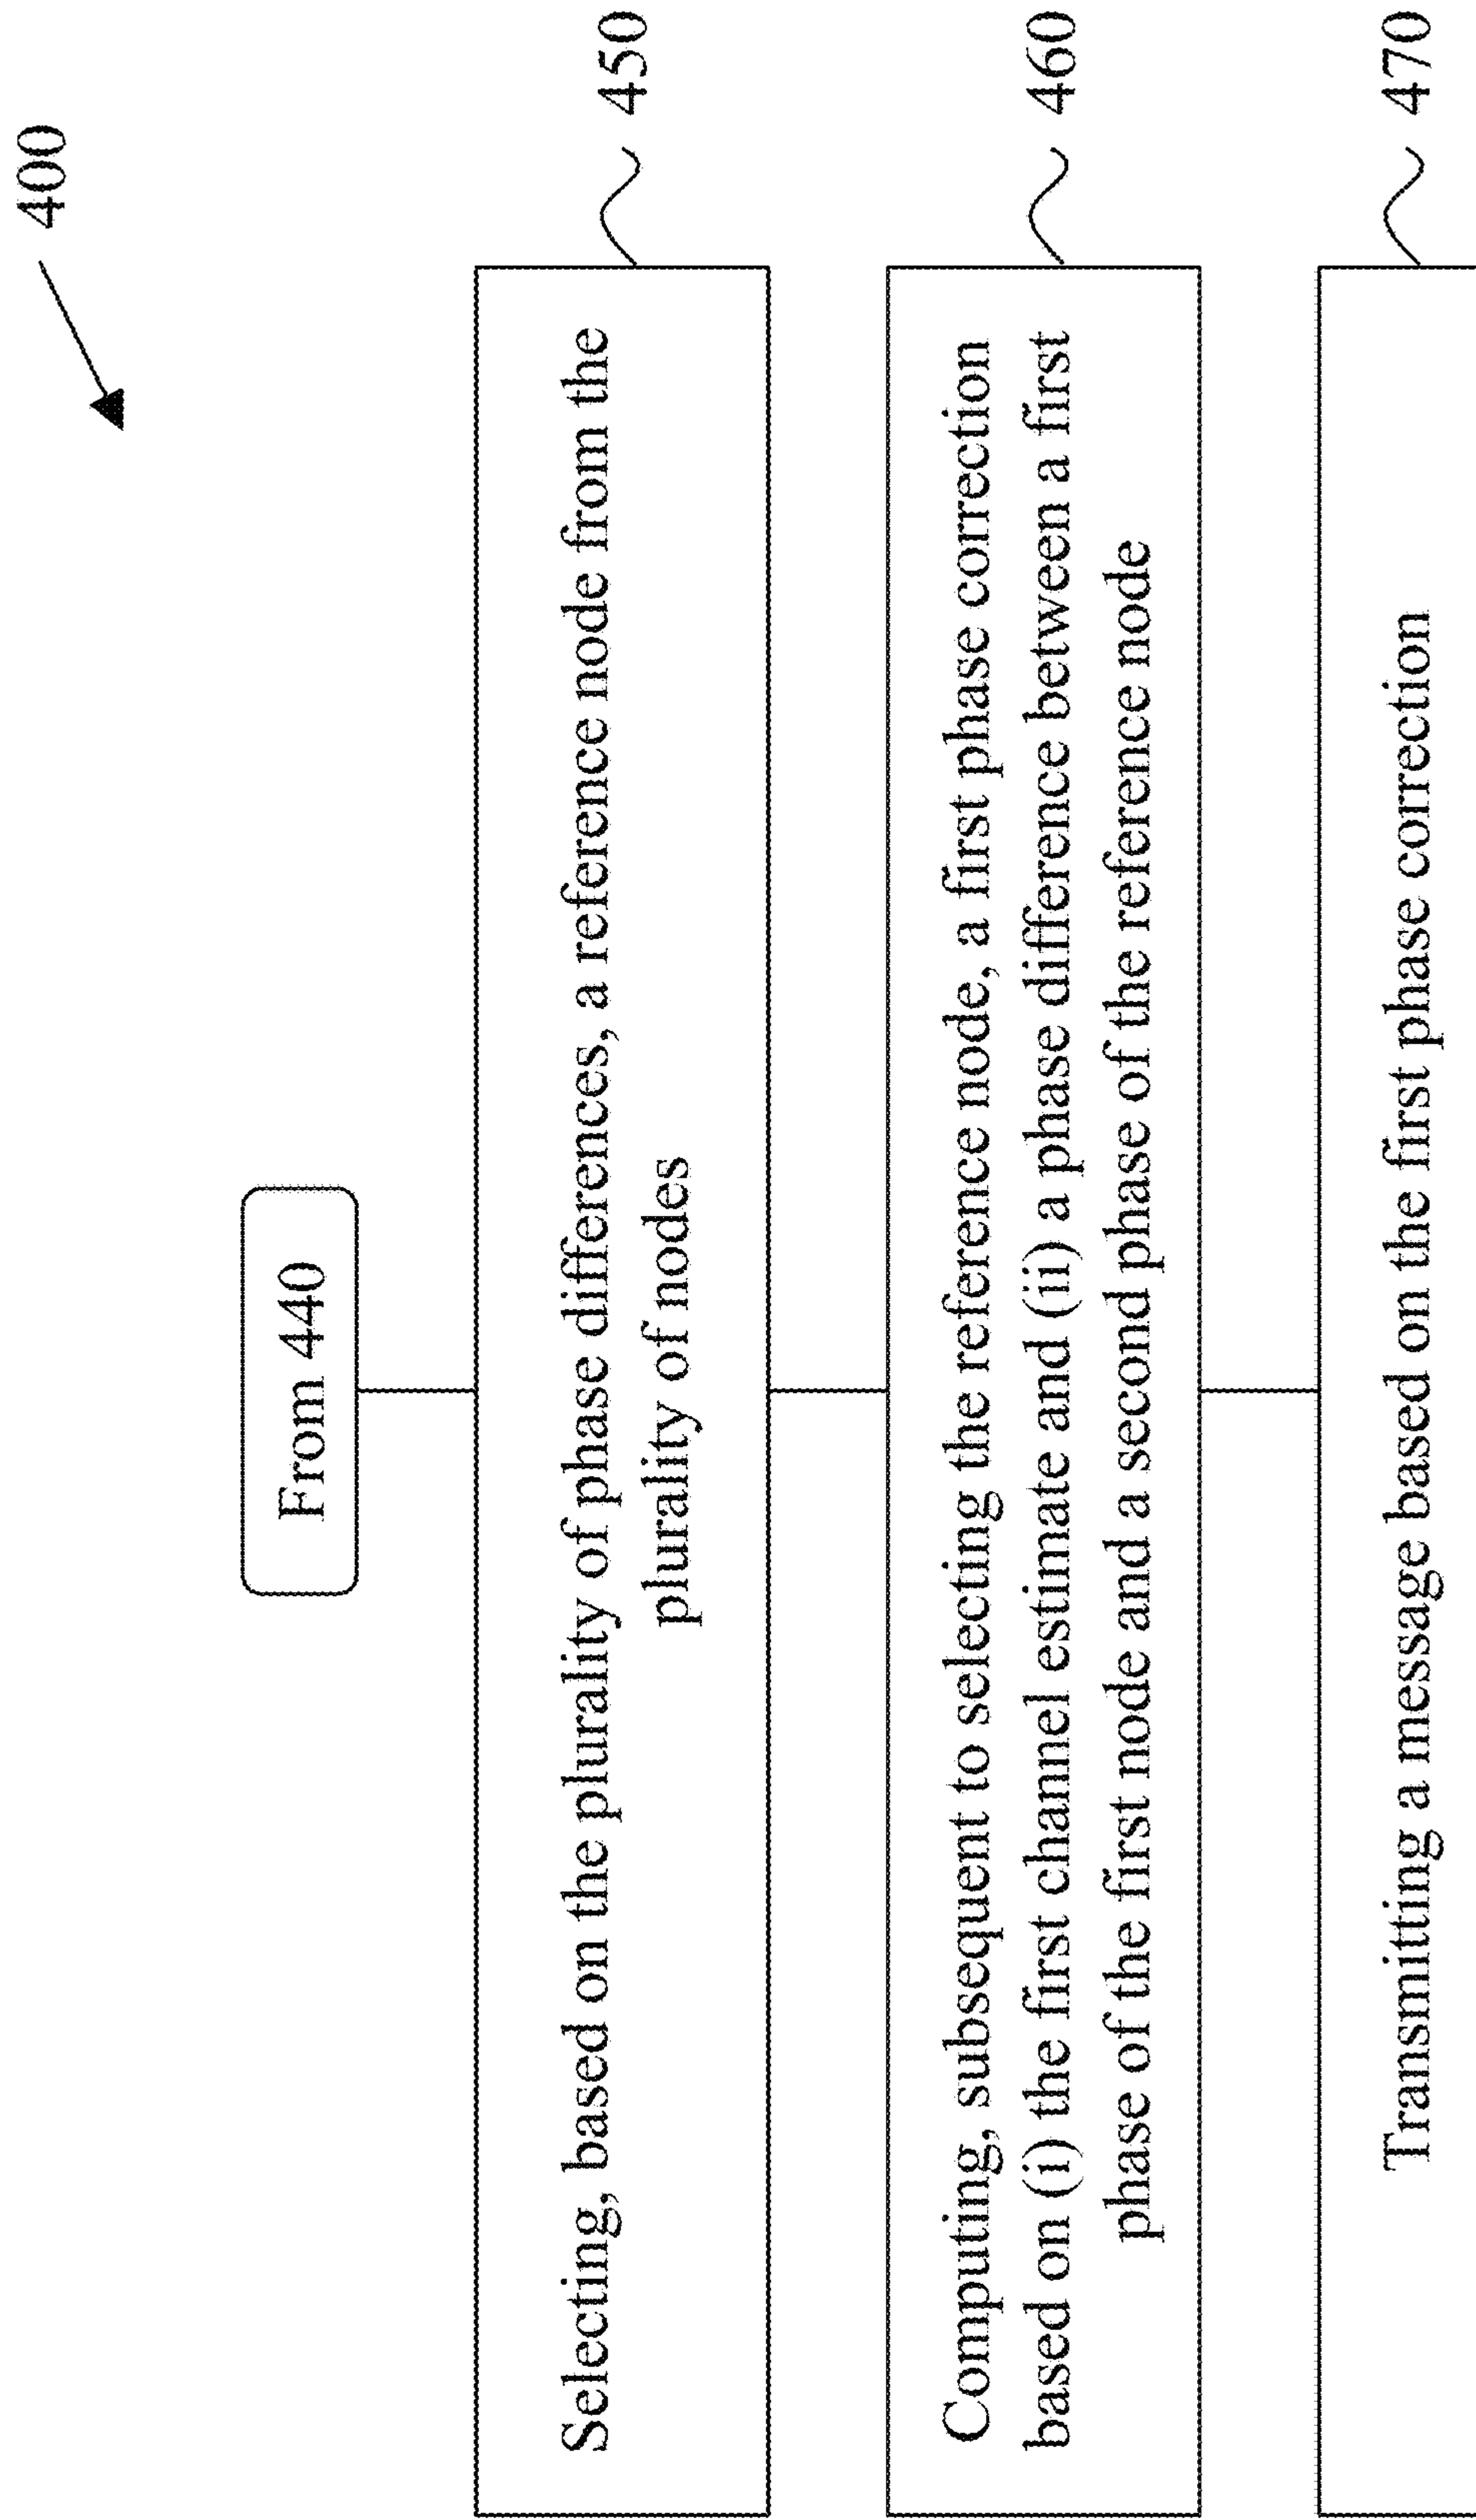 400
From 440
Selecting, based on the plurality of phase differences, a reference node from the
plurality of nodes
450
Computing, subsequent to selecting the reference node, a first phase correction
based on (i) the first channel estimate and (ii) a phase difference between a first
phase of the first node and a second phase of the reference node
460
Transmitting a message based on the first phase correction
470